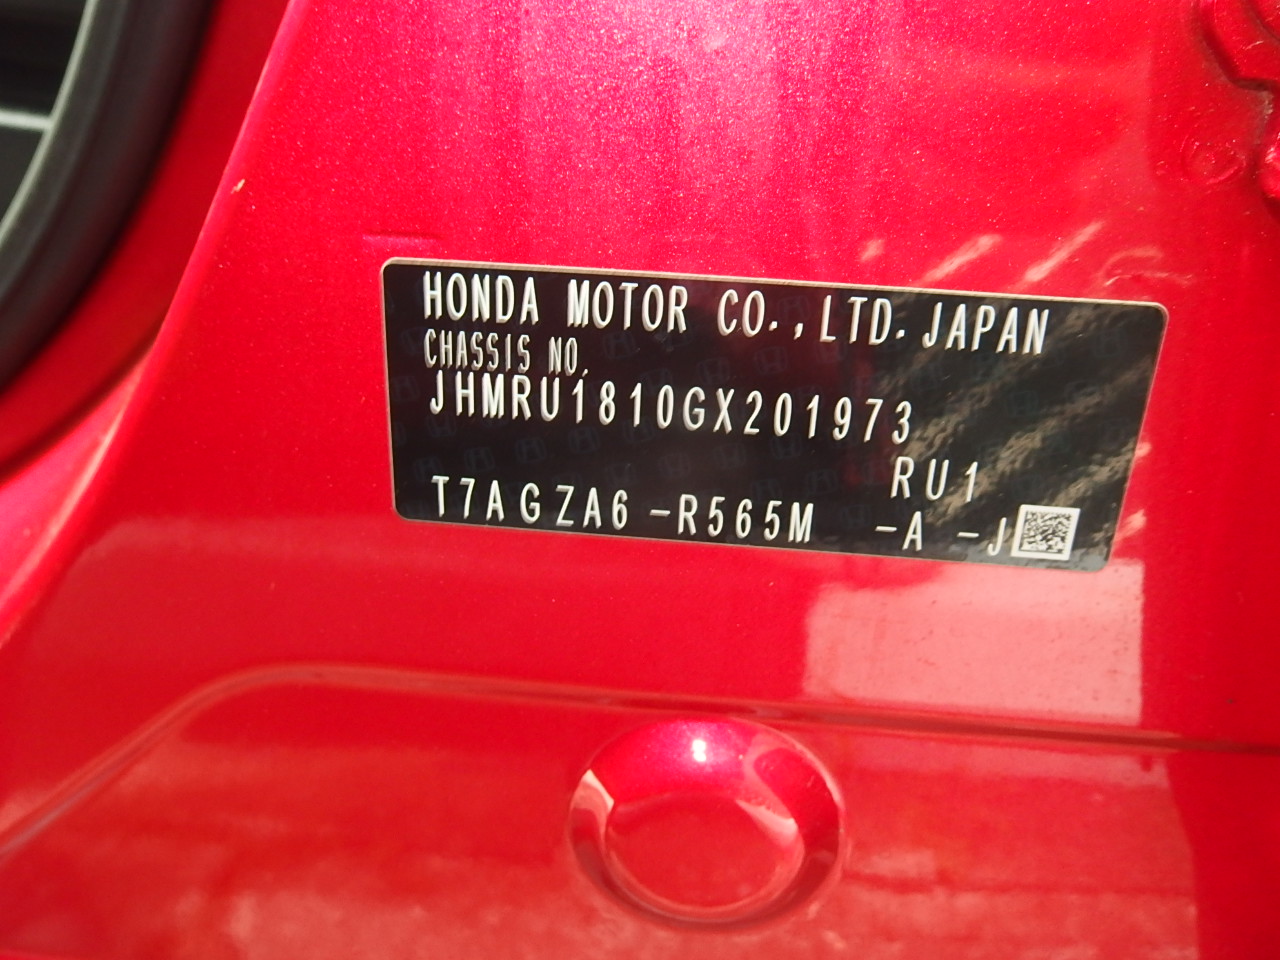 HONDA MOTOR CO.,LTD.JAPAN
CHASSIS NO.
JHMRU1810GX201973
RU1
T7AGZA6-R565M -A -J